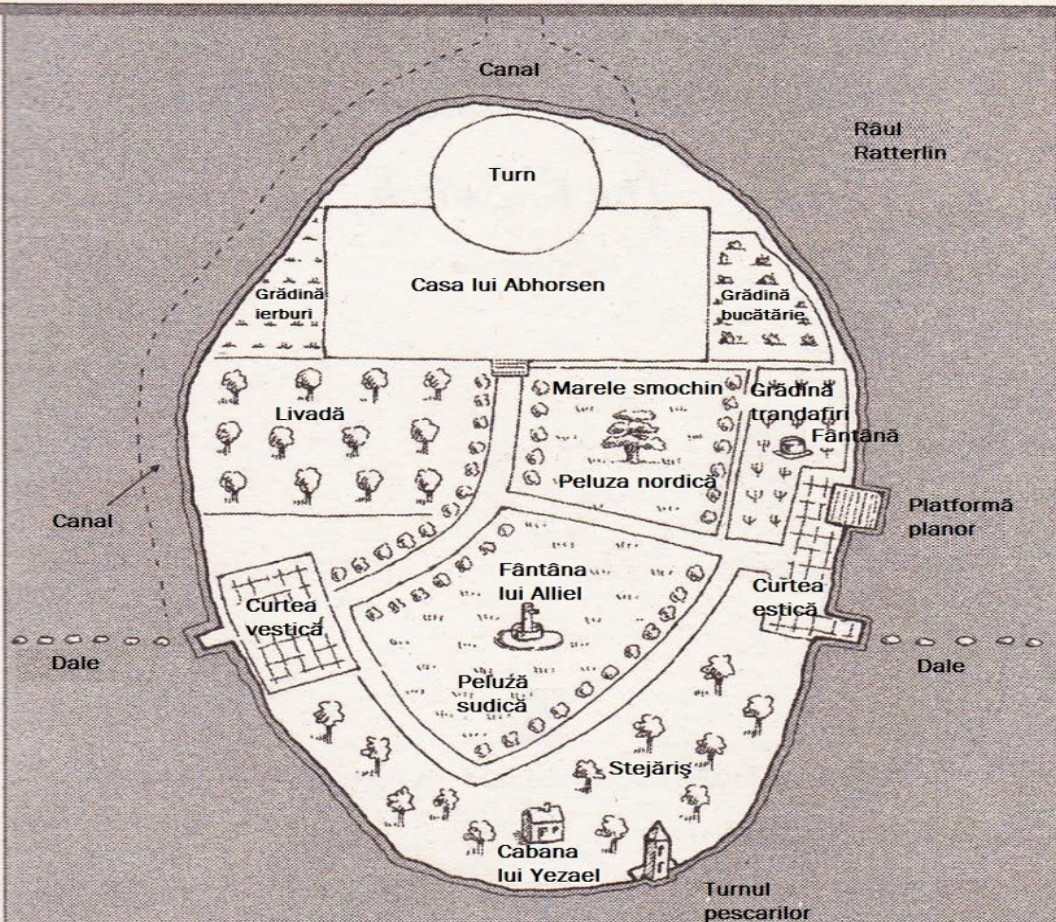 Canal
Râul
Ratterlin
Turn
Casa lui Abhorsen
Grădină
ierburi
Grădină
bucătărie
Marele smochin
Grădină
trandafiri
Livadă
Fântână
Peluza nordică
Canal
Platformă
planor
Fântâna
lui Alliel
Curtea
estică
Curtea
vestică
Dale
Dale
Peluză
sudică
Stejăriş
Cabana
lui Yezael
Turnul
pescarilor